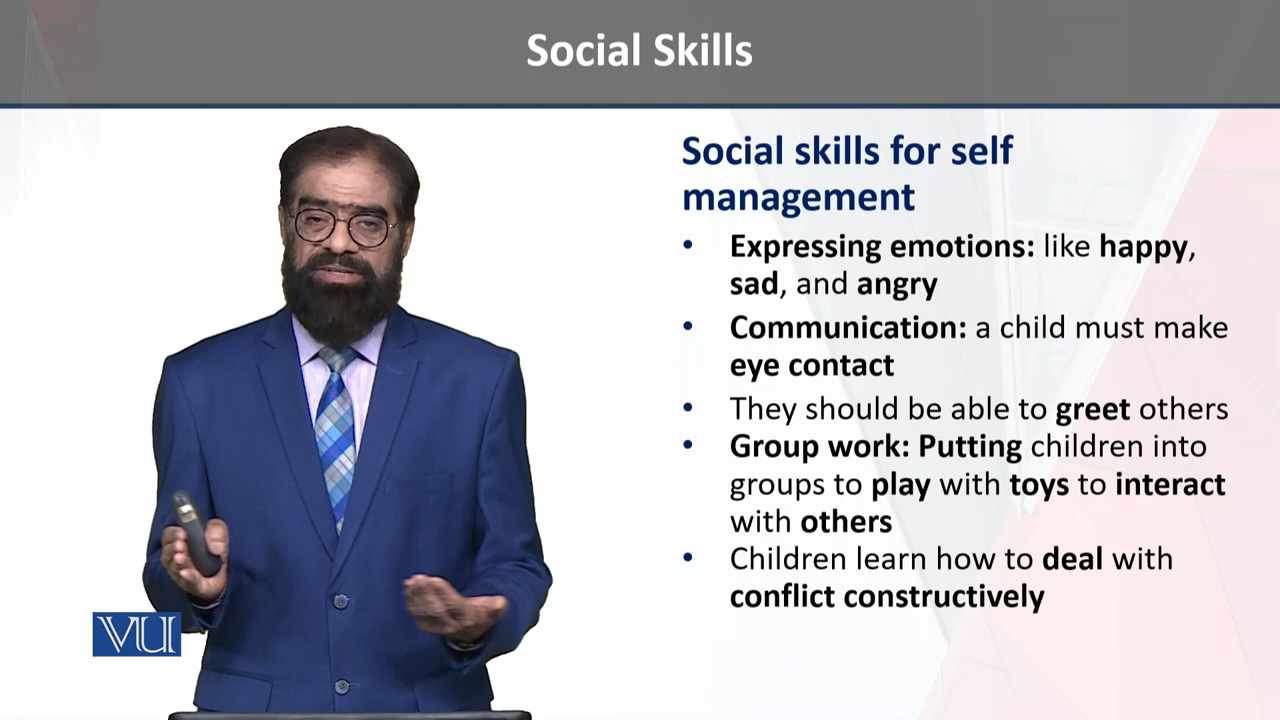 Social Skills
Social skills for self
management
• Expressing emotions: like happy,
sad, and angry
• Communication: a child must make
eye contact
• They should be able to greet others
• Group work: Putting children into
groups to play with toys to interact
with others
• Children learn how to deal with
conflict constructively
VU